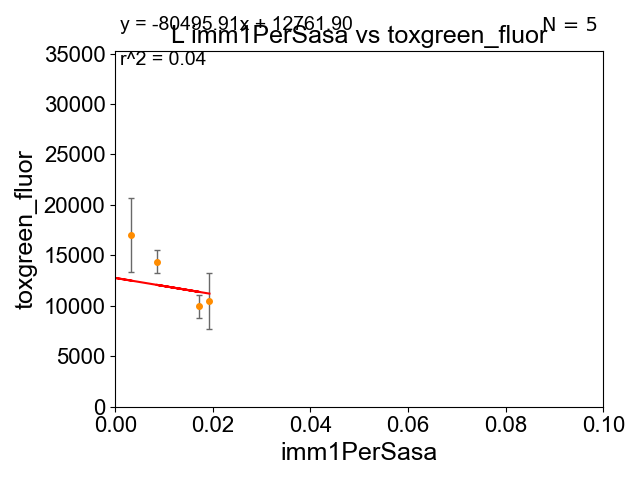 y = -80495.91x + 12761.90
N = 5
L imm1PerSasa vs toxgreen_fluor
r^2 = 0.04
35000
30000
25000
20000
15000
10000
5000
0
toxgreen_fluor
0.00 0.02 0.04 0.06 0.08 0.10
imm1PerSasa